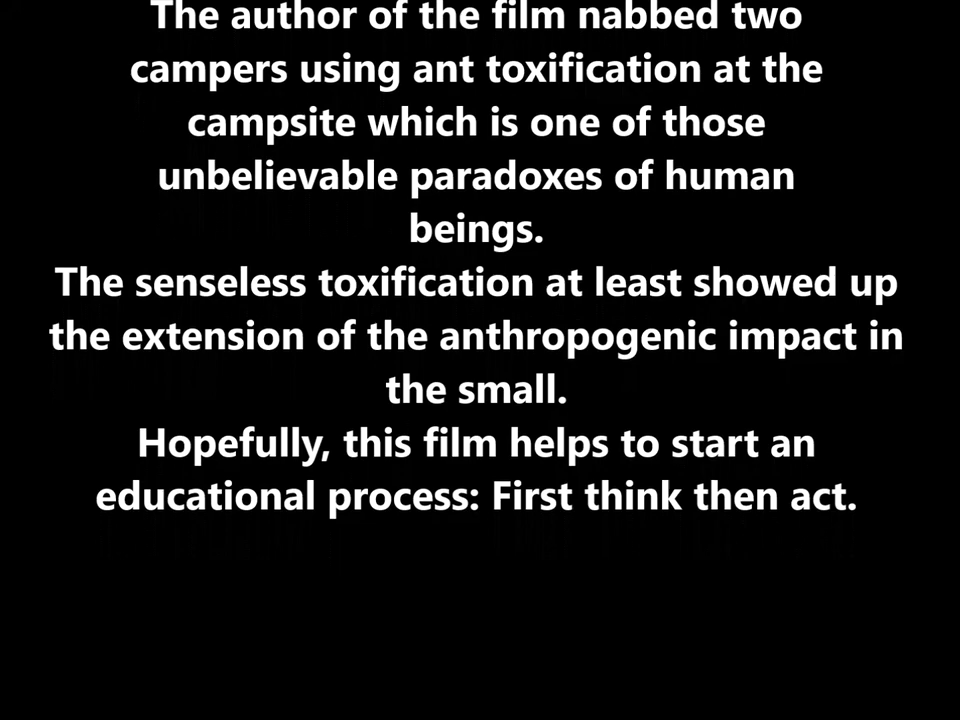 The author of the film nabbed two
campers using ant toxification at the
campsite which is one of those
unbelievable paradoxes of human
beings.
The senseless toxification at least showed up
the extension of the anthropogenic impact in
the small.
Hopefully, this film helps to start an
educational process: First think then act.